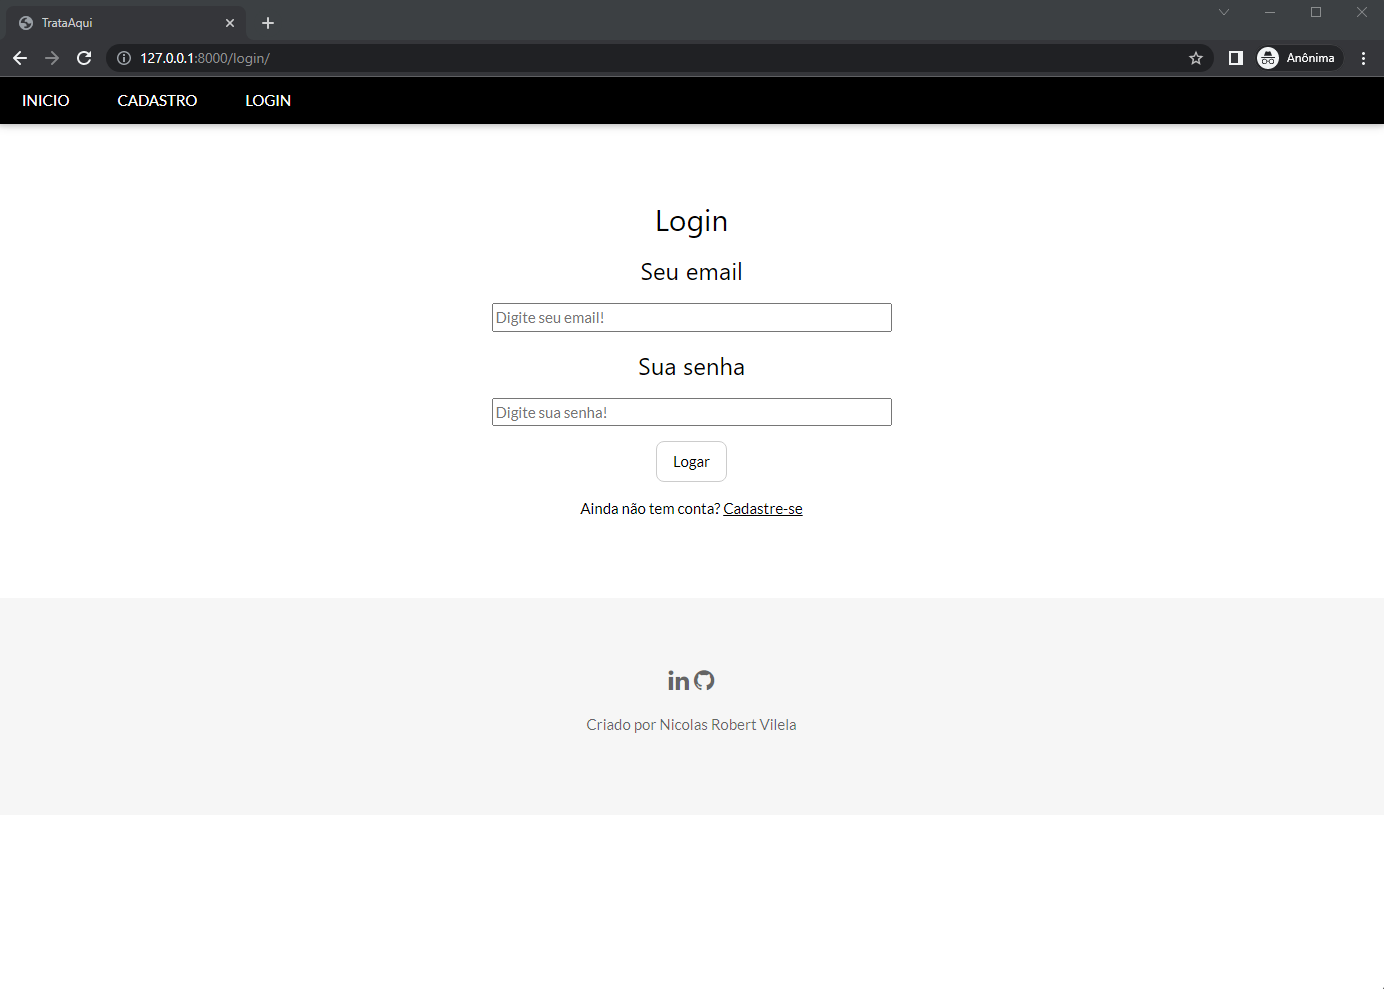 TrataAqui
127.0.0.1:8000/login/
Anônima
INICIO CADASTRO LOGIN
Login
Seu email
Digite seu email!
Sua senha
Digite sua senha!
Logar
Ainda não tem conta? Cadastre-se
in
Criado por Nicolas Robert Vilela